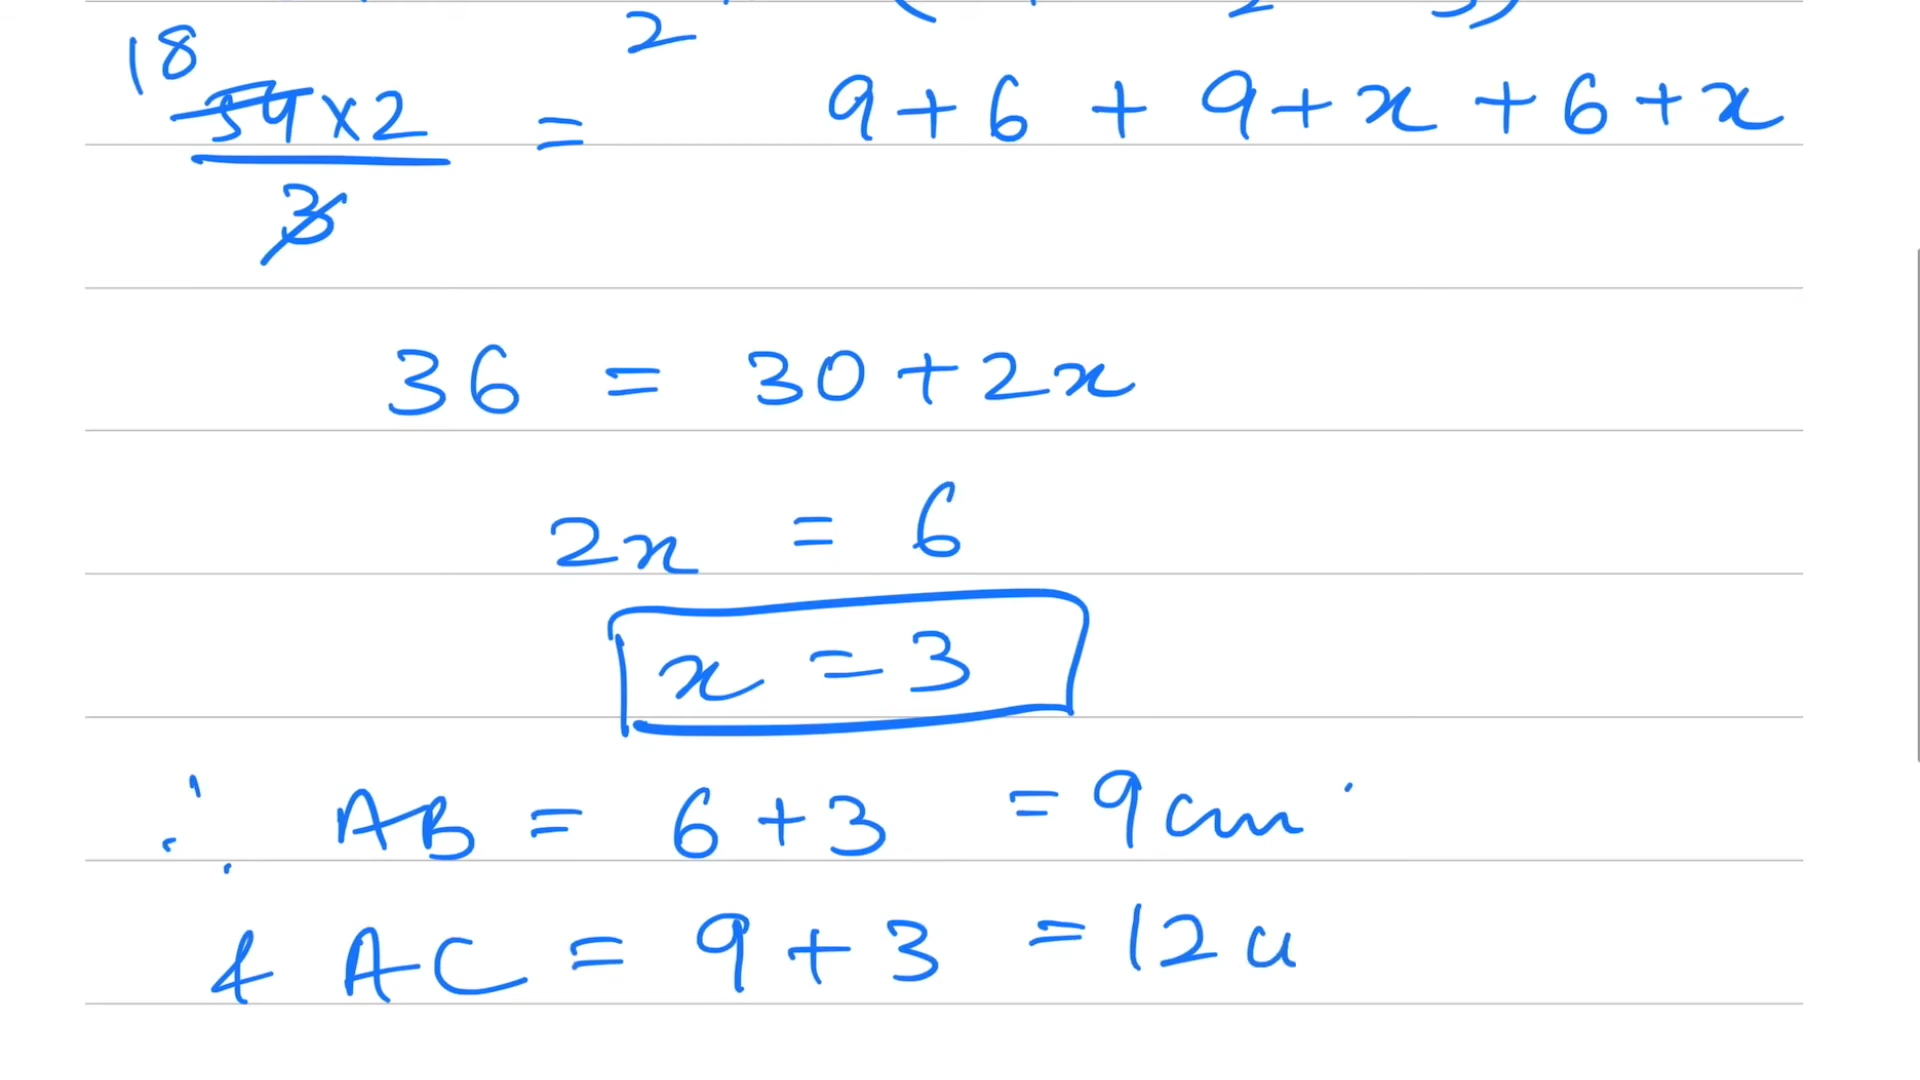 2
18
54 × 2 = 9 + 6 + 9 + x + 6 + x
3
36 = 30 + 2x
2x = 6
x = 3
∴ AB = 6 + 3 = 9 cm
& AC = 9 + 3 = 12 c